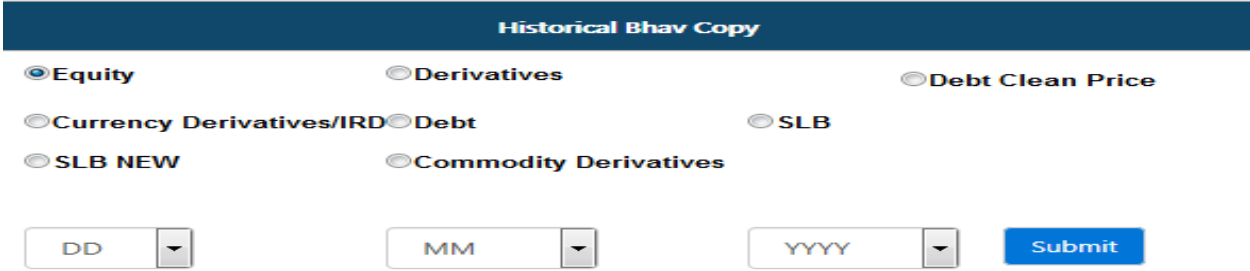 Historical Bhav Copy
Equity Derivatives Debt Clean Price
Currency Derivatives/IRD Debt SLB
SLB NEW Commodity Derivatives
DD MM YYYY Submit